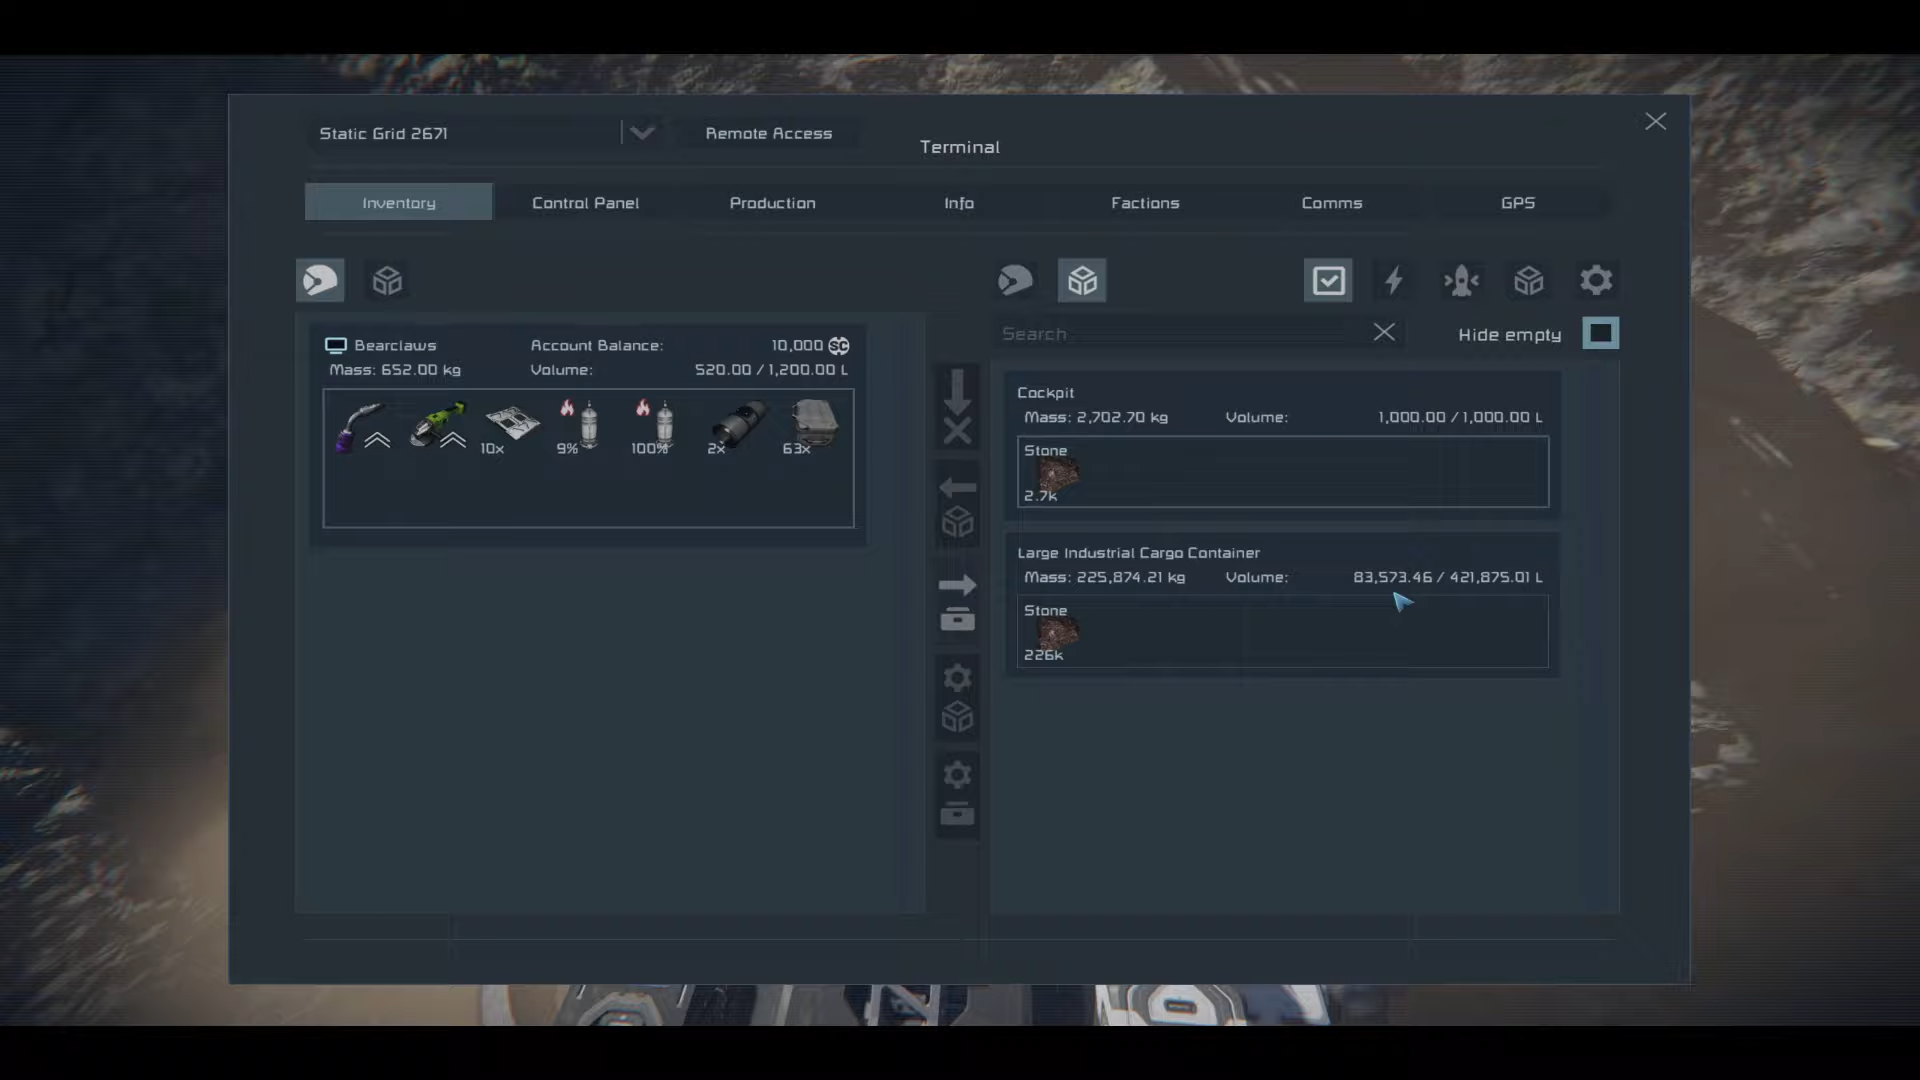 Static Grid 2671
Remote Access
Terminal
Inventory
Control Panel
Production
Info
Factions
Comms
GPS
Search
Hide empty
Bearclaws
Account Balance:
10,000 SC
Mass: 652.00 kg
Volume:
520.00 / 1,200.00 L
10x
9%
100%
2x
63x
Cockpit
Mass: 2,702.70 kg
Volume:
1,000.00 / 1,000.00 L
Stone
2.7k
Large Industrial Cargo Container
Mass: 225,874.21 kg
Volume:
83,573.46 / 421,875.01 L
Stone
226k